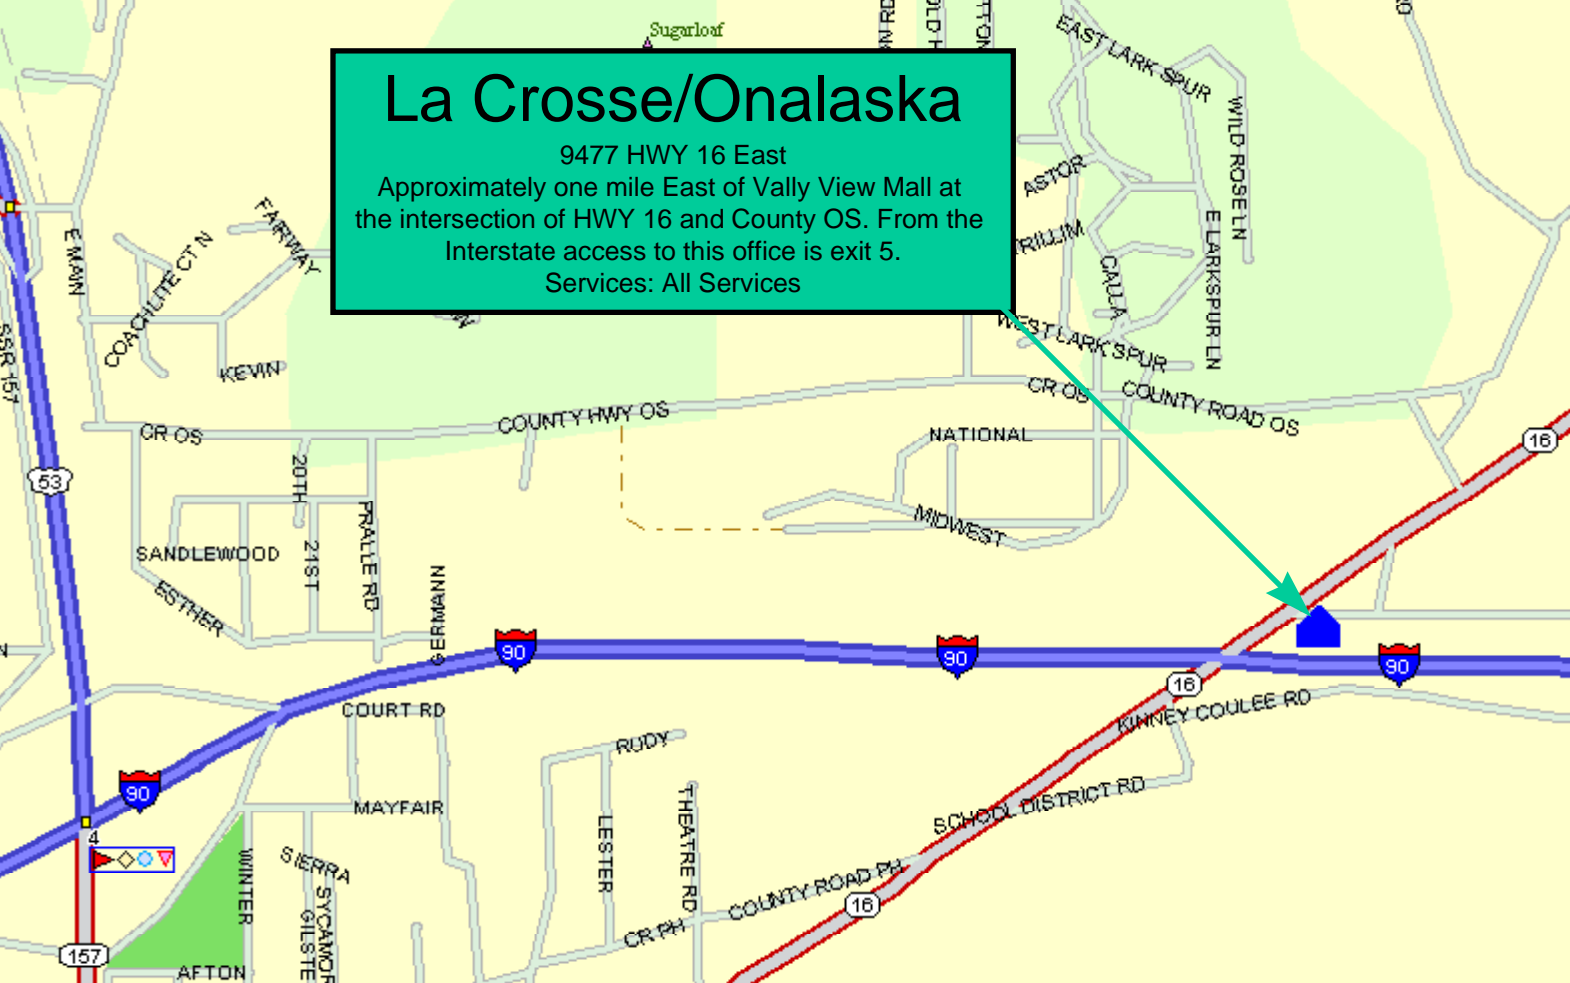 Sugarloaf
La Crosse/Onalaska
9477 HWY 16 East
Approximately one mile East of Vally View Mall at
the intersection of HWY 16 and County OS. From the
Interstate access to this office is exit 5.
Services: All Services
EAST LARK SPUR
WILD ROSE LN
ASTOR
TRILLIM
CALLA
E LARKSPUR LN
WEST LARK SPUR
FAIRWAY
COACHLITE CT N
E MAIN
KEVIN
SSR 157
CR OS
COUNTY HWY OS
CR OS
COUNTY ROAD OS
NATIONAL
16
53
20TH
21ST
PRALLE RD
SANDLEWOOD
ESTHER
GERMANN
MIDWEST
90
90
90
16
KINNEY COULEE RD
COURT RD
RUDY
90
MAYFAIR
SCHOOL DISTRICT RD
4
SIERRA
WINTER
SYCAMOR
GILSTE
LESTER
THEATRE RD
COUNTY ROAD PH
16
CR PH
157
AFTON